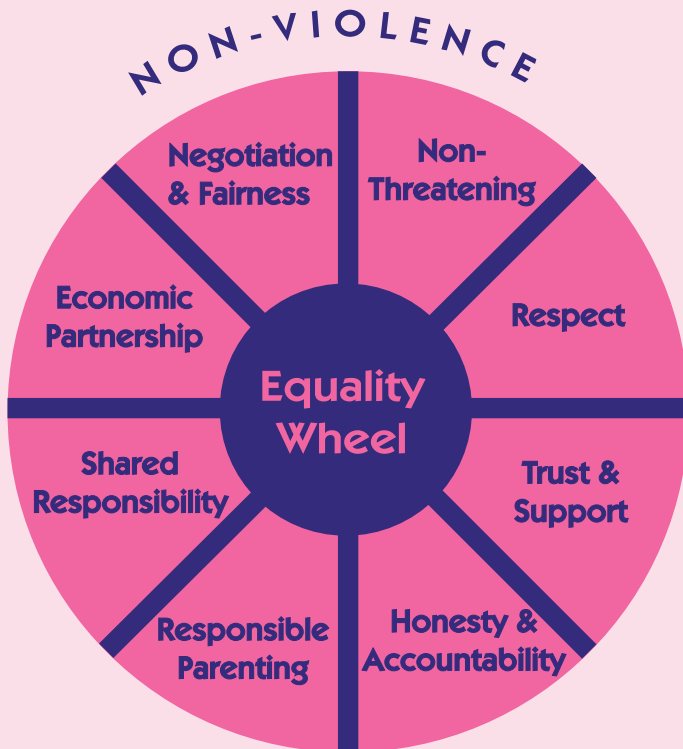 NON-VIOLENCE
Negotiation
& Fairness
Non-
Threatening
Economic
Partnership
Respect
Equality
Wheel
Shared
Responsibility
Trust &
Support
Responsible
Parenting
Honesty &
Accountability